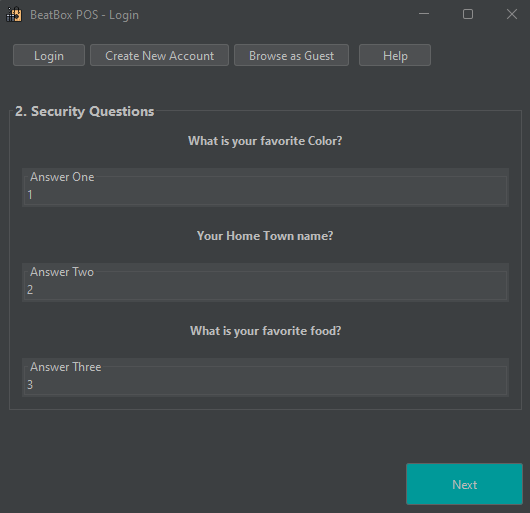 BeatBox POS - Login
Login
Create New Account
Browse as Guest
Help
2. Security Questions
What is your favorite Color?
Answer One
1
Your Home Town name?
Answer Two
2
What is your favorite food?
Answer Three
3
Next